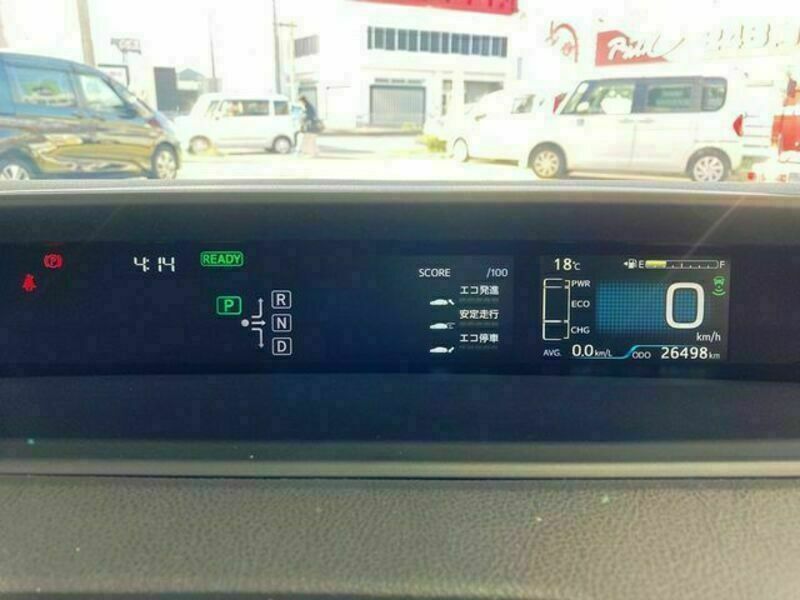 4:14
READY
P
R
N
D
SCORE /100
エコ発進
安定走行
エコ停車
18℃
E F
PWR
ECO
CHG
0
km/h
AVG. 0.0km/L
ODO 26498km